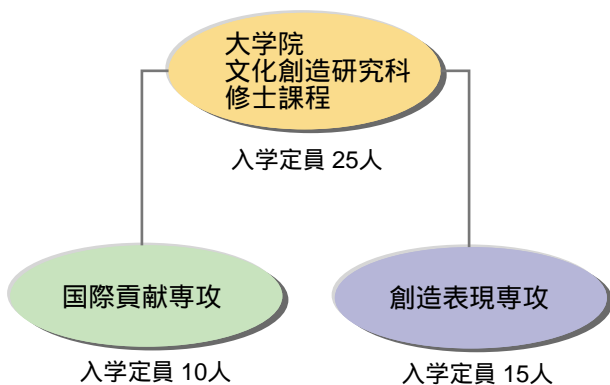 大学院
文化創造研究科
修士課程
入学定員 25人
国際貢献専攻
創造表現専攻
入学定員 10人
入学定員 15人